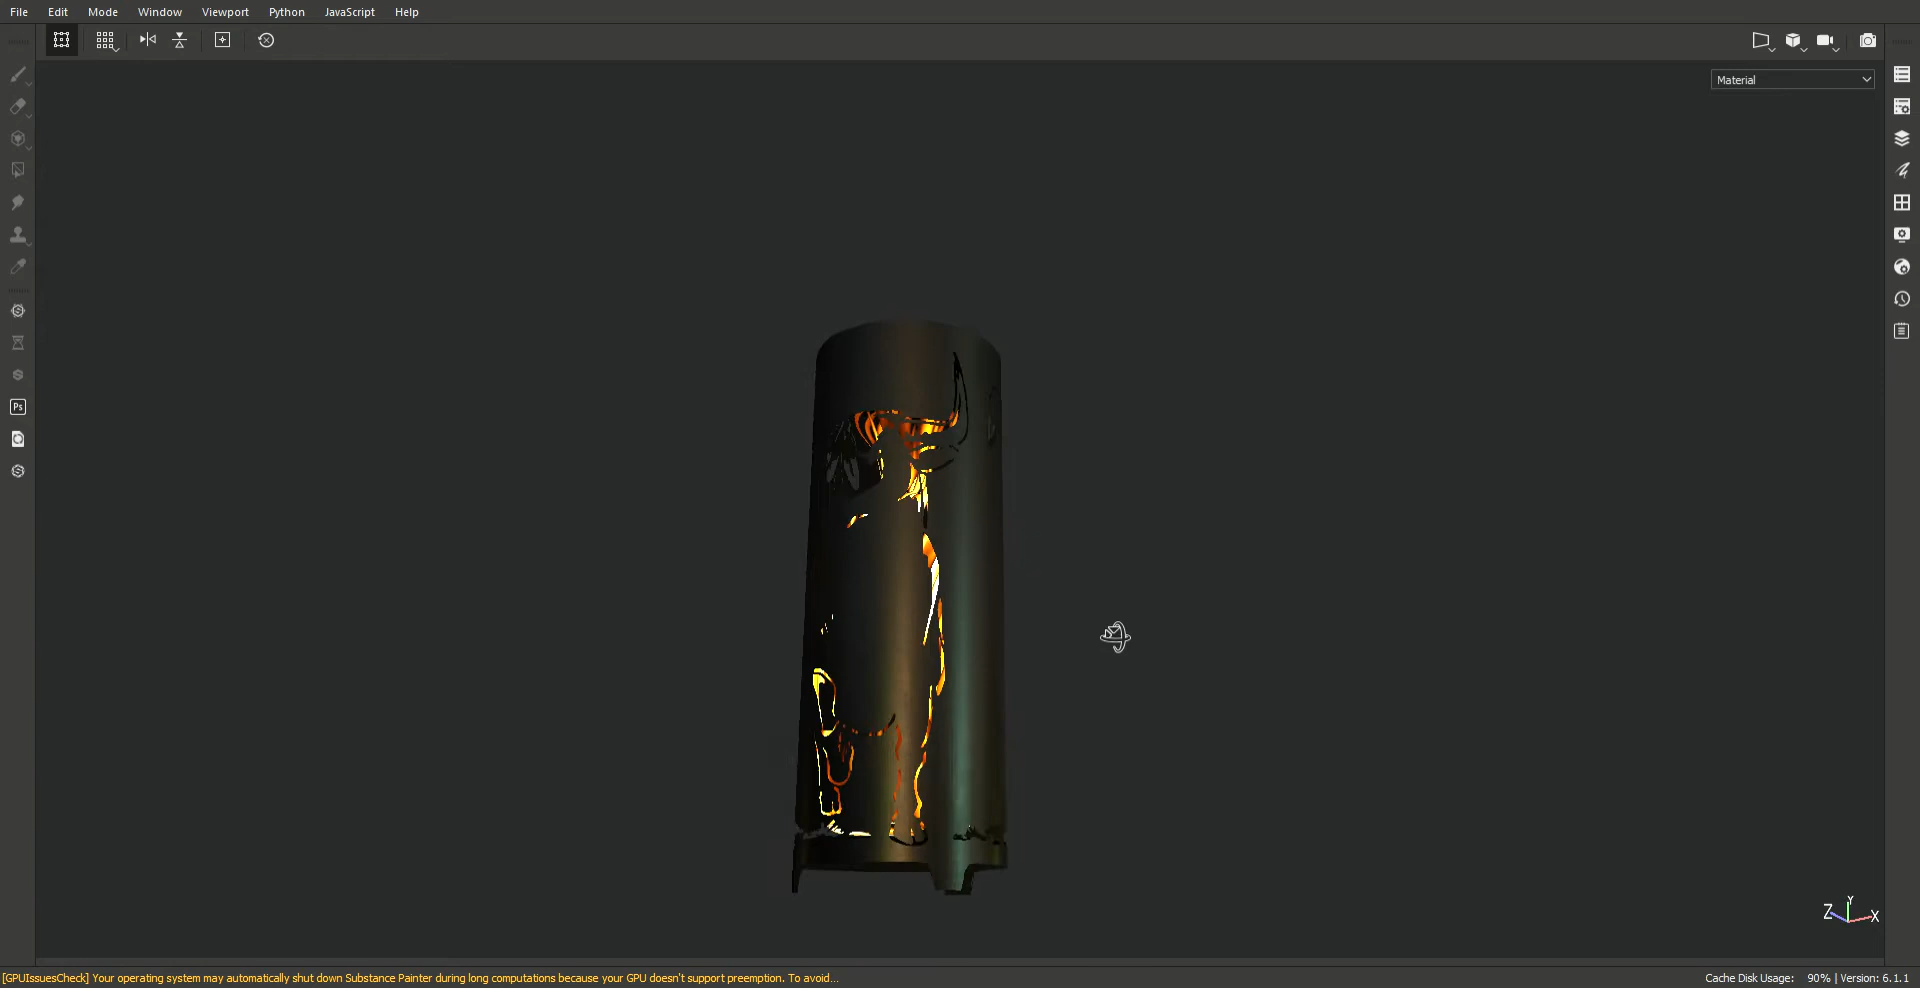 File Edit Mode Window Viewport Python JavaScript Help
Material
Ps
Y
Z X
[GPUIssuesCheck] Your operating system may automatically shut down Substance Painter during long computations because your GPU doesn't support preemption. To avoid... Cache Disk Usage: 90% | Version: 6.1.1